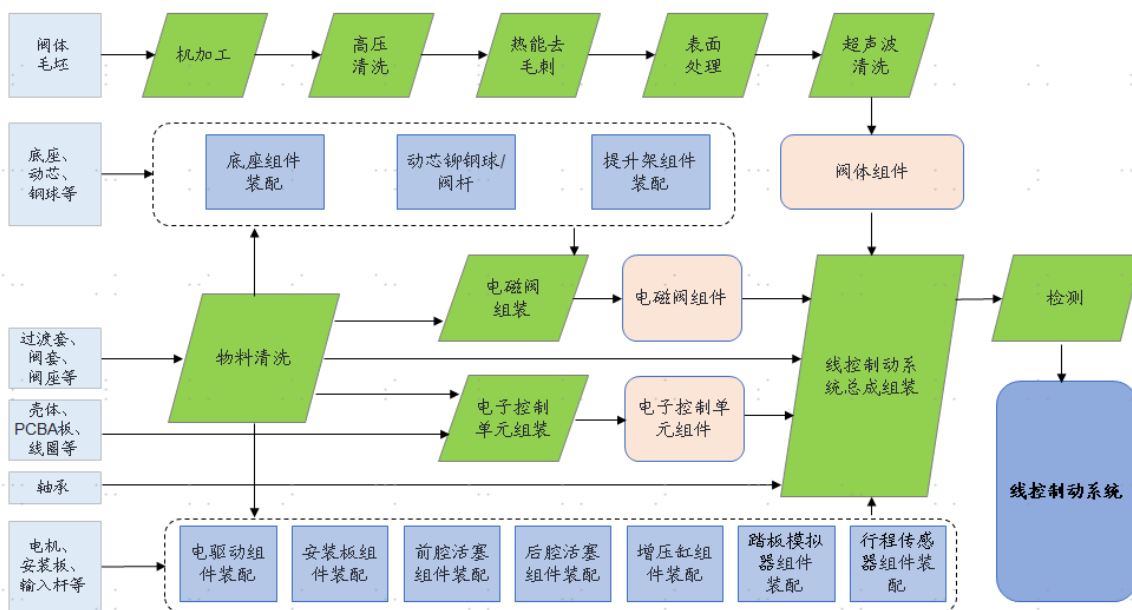 阀体
毛坯
机加工
高压
清洗
热能去
毛刺
表面
处理
超声波
清洗
底座、
动芯、
钢球等
底座组件
装配
动芯铆钢球/
阀杆
提升架组件
装配
阀体组件
过渡套、
阀套、
阀座等
物料清洗
电磁阀
组装
电磁阀组件
线控制动系
统总成组装
检测
壳体、
PCBA板、
线圈等
电子控制
单元组装
电子控制单
元组件
轴承
线控制动系统
电机、
安装板、
输入杆等
电驱动组
件装配
安装板组
件装配
前腔活塞
组件装配
后腔活塞
组件装配
增压缸组
件装配
踏板模拟
器组件
装配
行程传感
器组件装
配